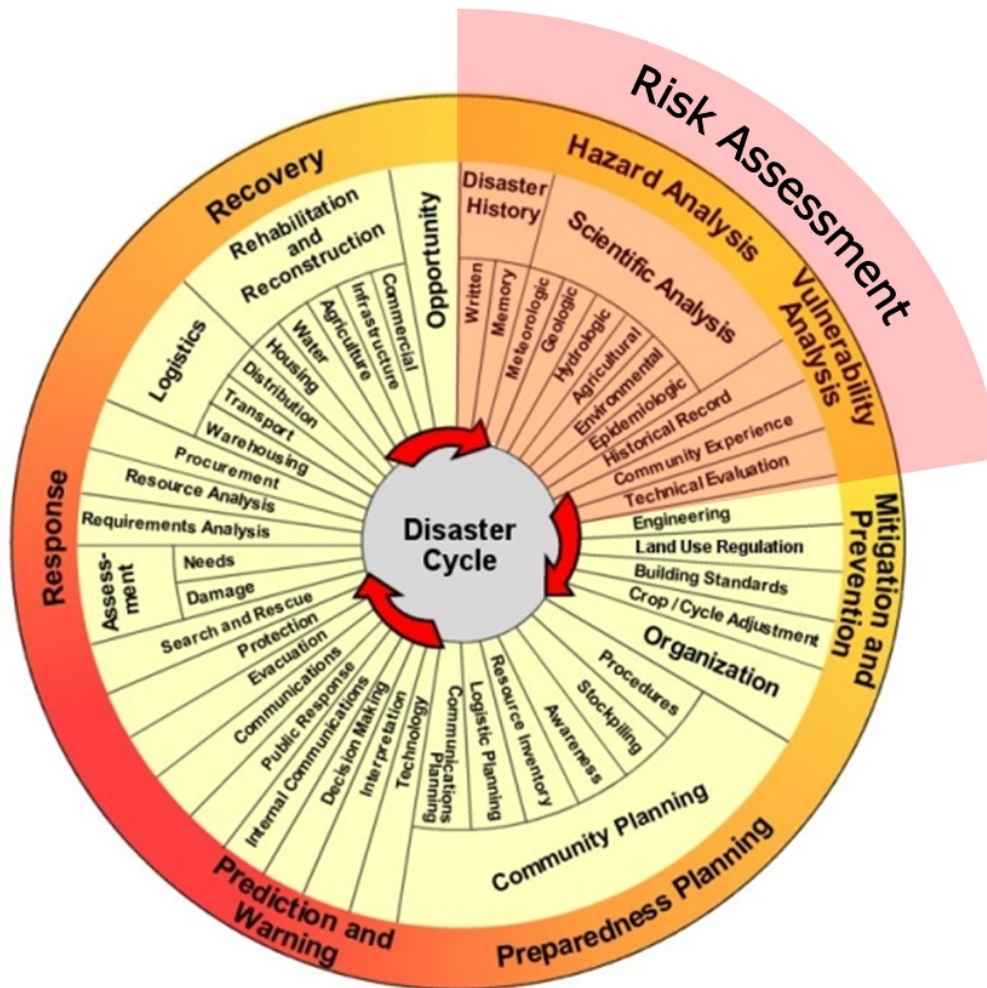 Risk Assessment
Hazard Analysis
Disaster
History
Written
Memory
Scientific Analysis
Meteorologic
Geologic
Hydrologic
Agricultural
Environmental
Epidemiologic
Vulnerability
Analysis
Historical Record
Community Experience
Technical Evaluation
Mitigation and
Prevention
Engineering
Land Use Regulation
Building Standards
Crop / Cycle Adjustment
Preparedness Planning
Organization
Community Planning
Procedures
Stockpiling
Awareness
Resource Inventory
Logistic Planning
Communications
Planning
Prediction and
Warning
Technology
Interpretation
Decision Making
Internal Communications
Public Response
Communications
Response
Evacuation
Protection
Search and Rescue
Assess-
ment
Damage
Needs
Requirements Analysis
Resource Analysis
Procurement
Logistics
Warehousing
Transport
Distribution
Recovery
Rehabilitation
and
Reconstruction
Housing
Water
Agriculture
Infrastructure
Commercial
Opportunity
Disaster
Cycle